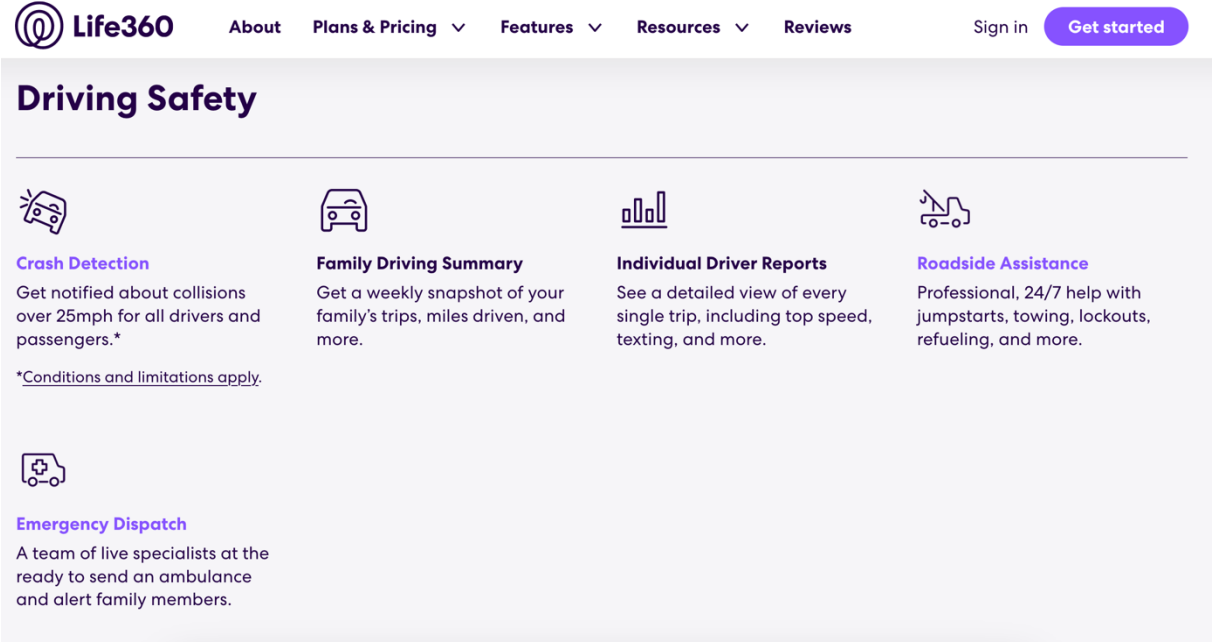 Life360 About Plans & Pricing Features Resources Reviews Sign in Get started
Driving Safety
Crash Detection
Get notified about collisions
over 25mph for all drivers and
passengers.*
*Conditions and limitations apply.
Family Driving Summary
Get a weekly snapshot of your
family’s trips, miles driven, and
more.
Individual Driver Reports
See a detailed view of every
single trip, including top speed,
texting, and more.
Roadside Assistance
Professional, 24/7 help with
jumpstarts, towing, lockouts,
refueling, and more.
Emergency Dispatch
A team of live specialists at the
ready to send an ambulance
and alert family members.